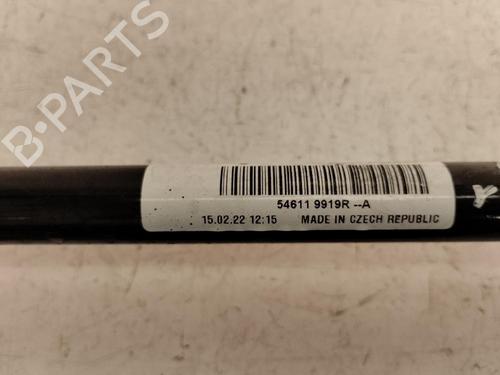 B-PARTS
54611 9919R --A
15.02.22 12:15 MADE IN CZECH REPUBLIC